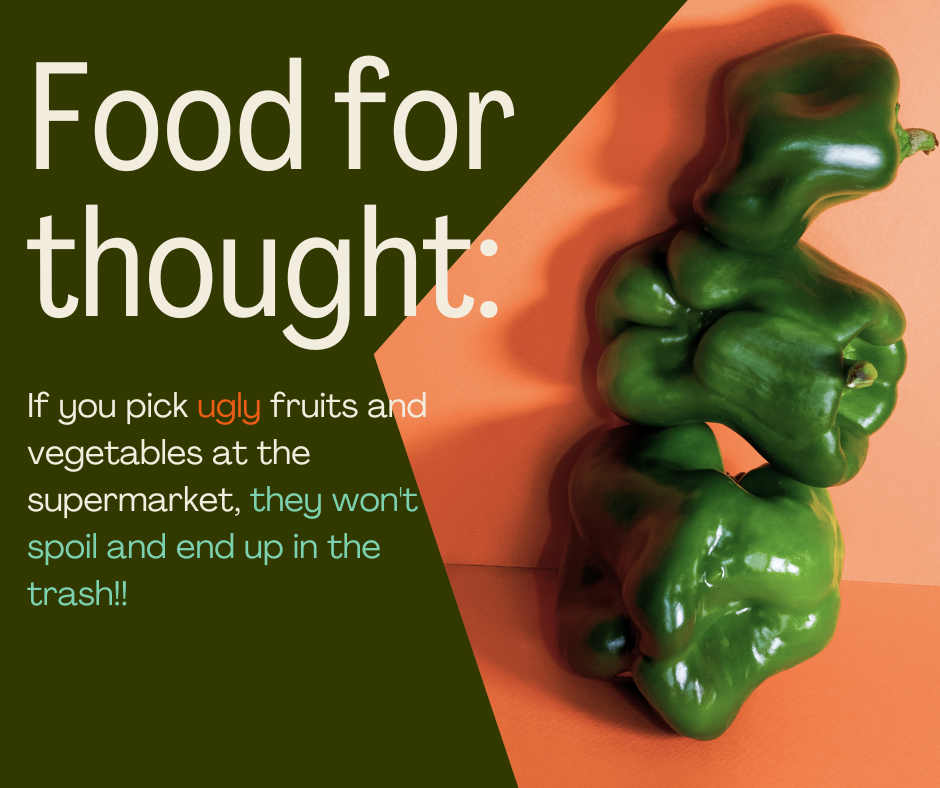 Food for
thought:
If you pick ugly fruits and
vegetables at the
supermarket, they won't
spoil and end up in the
trash!!